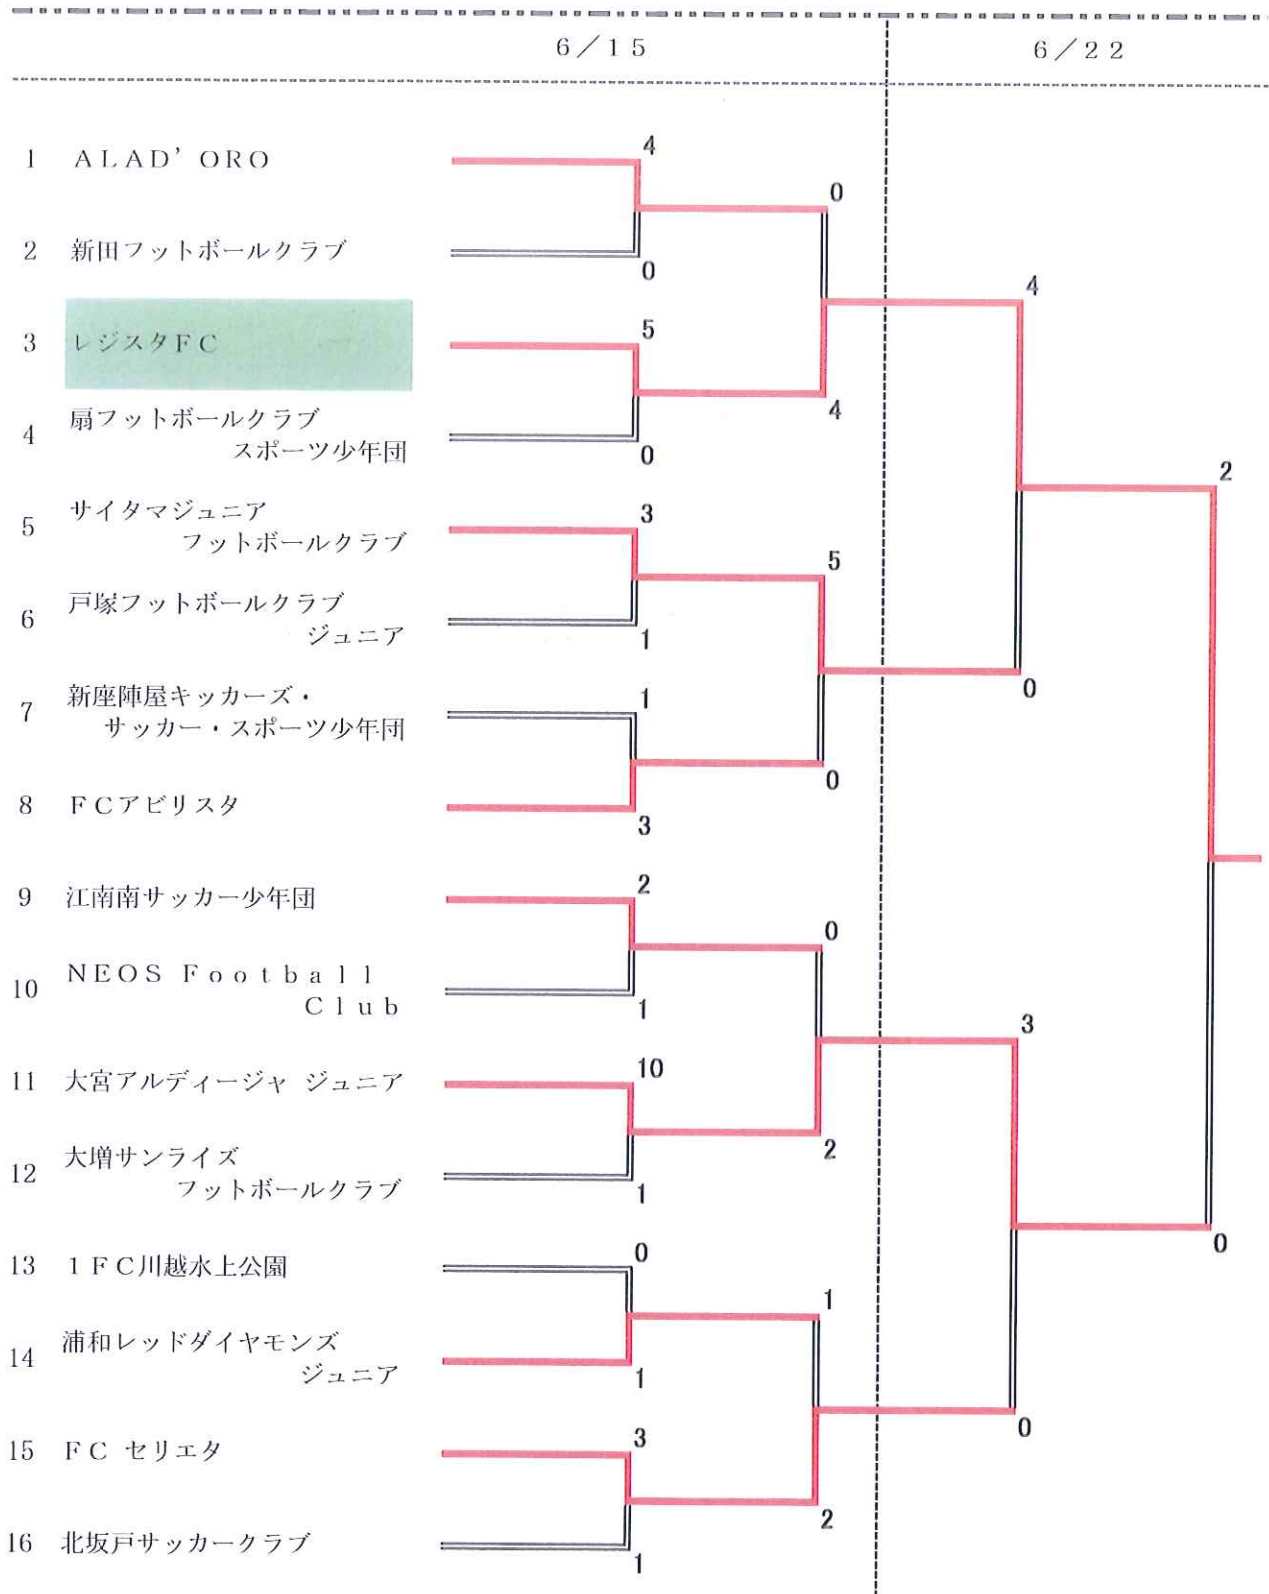 6／15
6／22
1 ALAD'ORO
4
0
2 新田フットボールクラブ
0
3 レジスタFC
5
4
4 扇フットボールクラブ
スポーツ少年団
0
4
5 サイタマジュニア
フットボールクラブ
3
5
6 戸塚フットボールクラブ
ジュニア
1
0
7 新座陣屋キッカーズ・
サッカー・スポーツ少年団
1
0
8 FCアビリスタ
3
2
9 江南南サッカー少年団
2
0
10 NEOS Football
Club
1
3
11 大宮アルディージャ ジュニア
10
2
12 大増サンライズ
フットボールクラブ
1
0
13 1FC川越水上公園
0
1
14 浦和レッドダイヤモンズ
ジュニア
1
0
15 FC セリエタ
3
2
16 北坂戸サッカークラブ
1